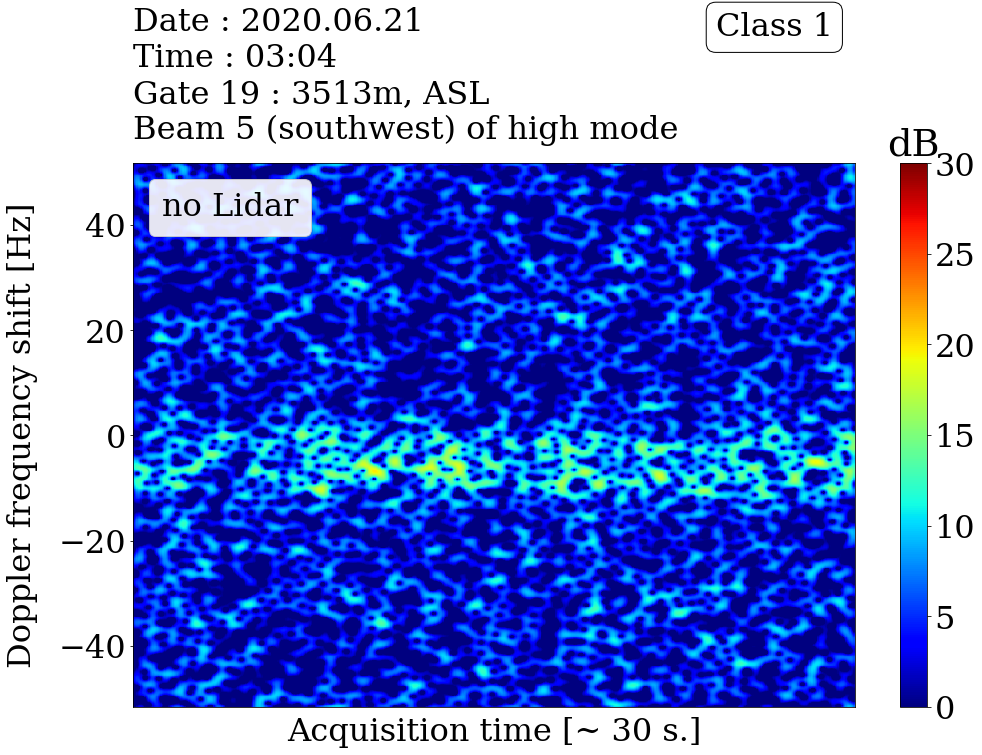 Date : 2020.06.21
Time : 03:04
Gate 19 : 3513m, ASL
Beam 5 (southwest) of high mode
Class 1
no Lidar
Doppler frequency shift [Hz]
40
20
0
−20
−40
Acquisition time [~ 30 s.]
dB
30
25
20
15
10
5
0